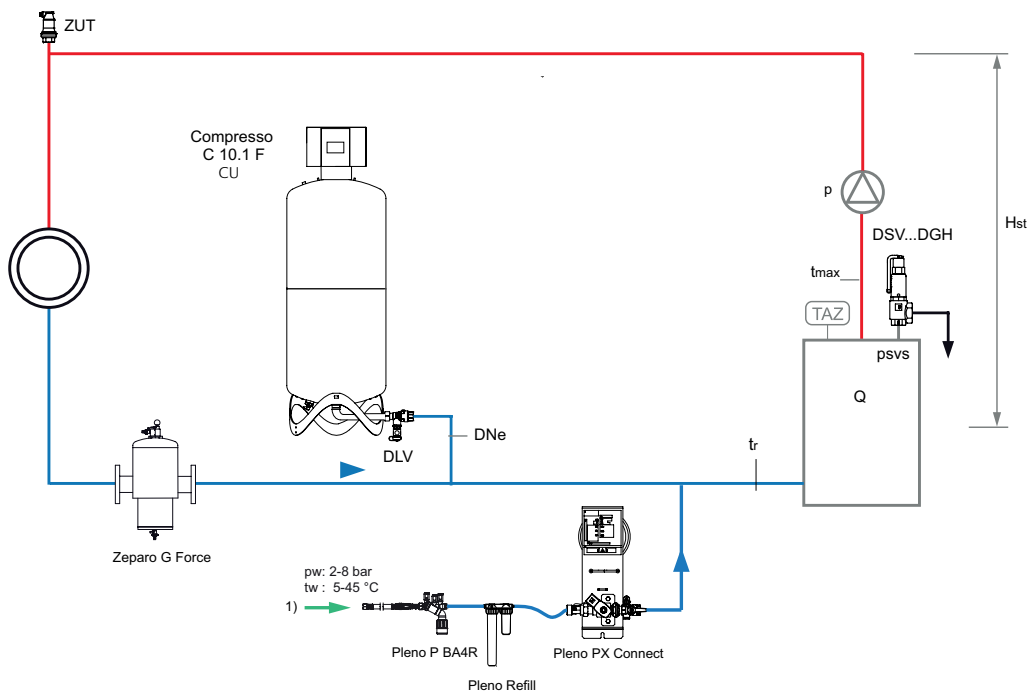 ZUT
Compresso
C 10.1 F
CU
p
Hst
DSV...DGH
tmax
TAZ
psvs
Q
DNe
DLV
tr
Zeparo G Force
pw: 2-8 bar
tw : 5-45 °C
1)
Pleno P BA4R
Pleno PX Connect
Pleno Refill